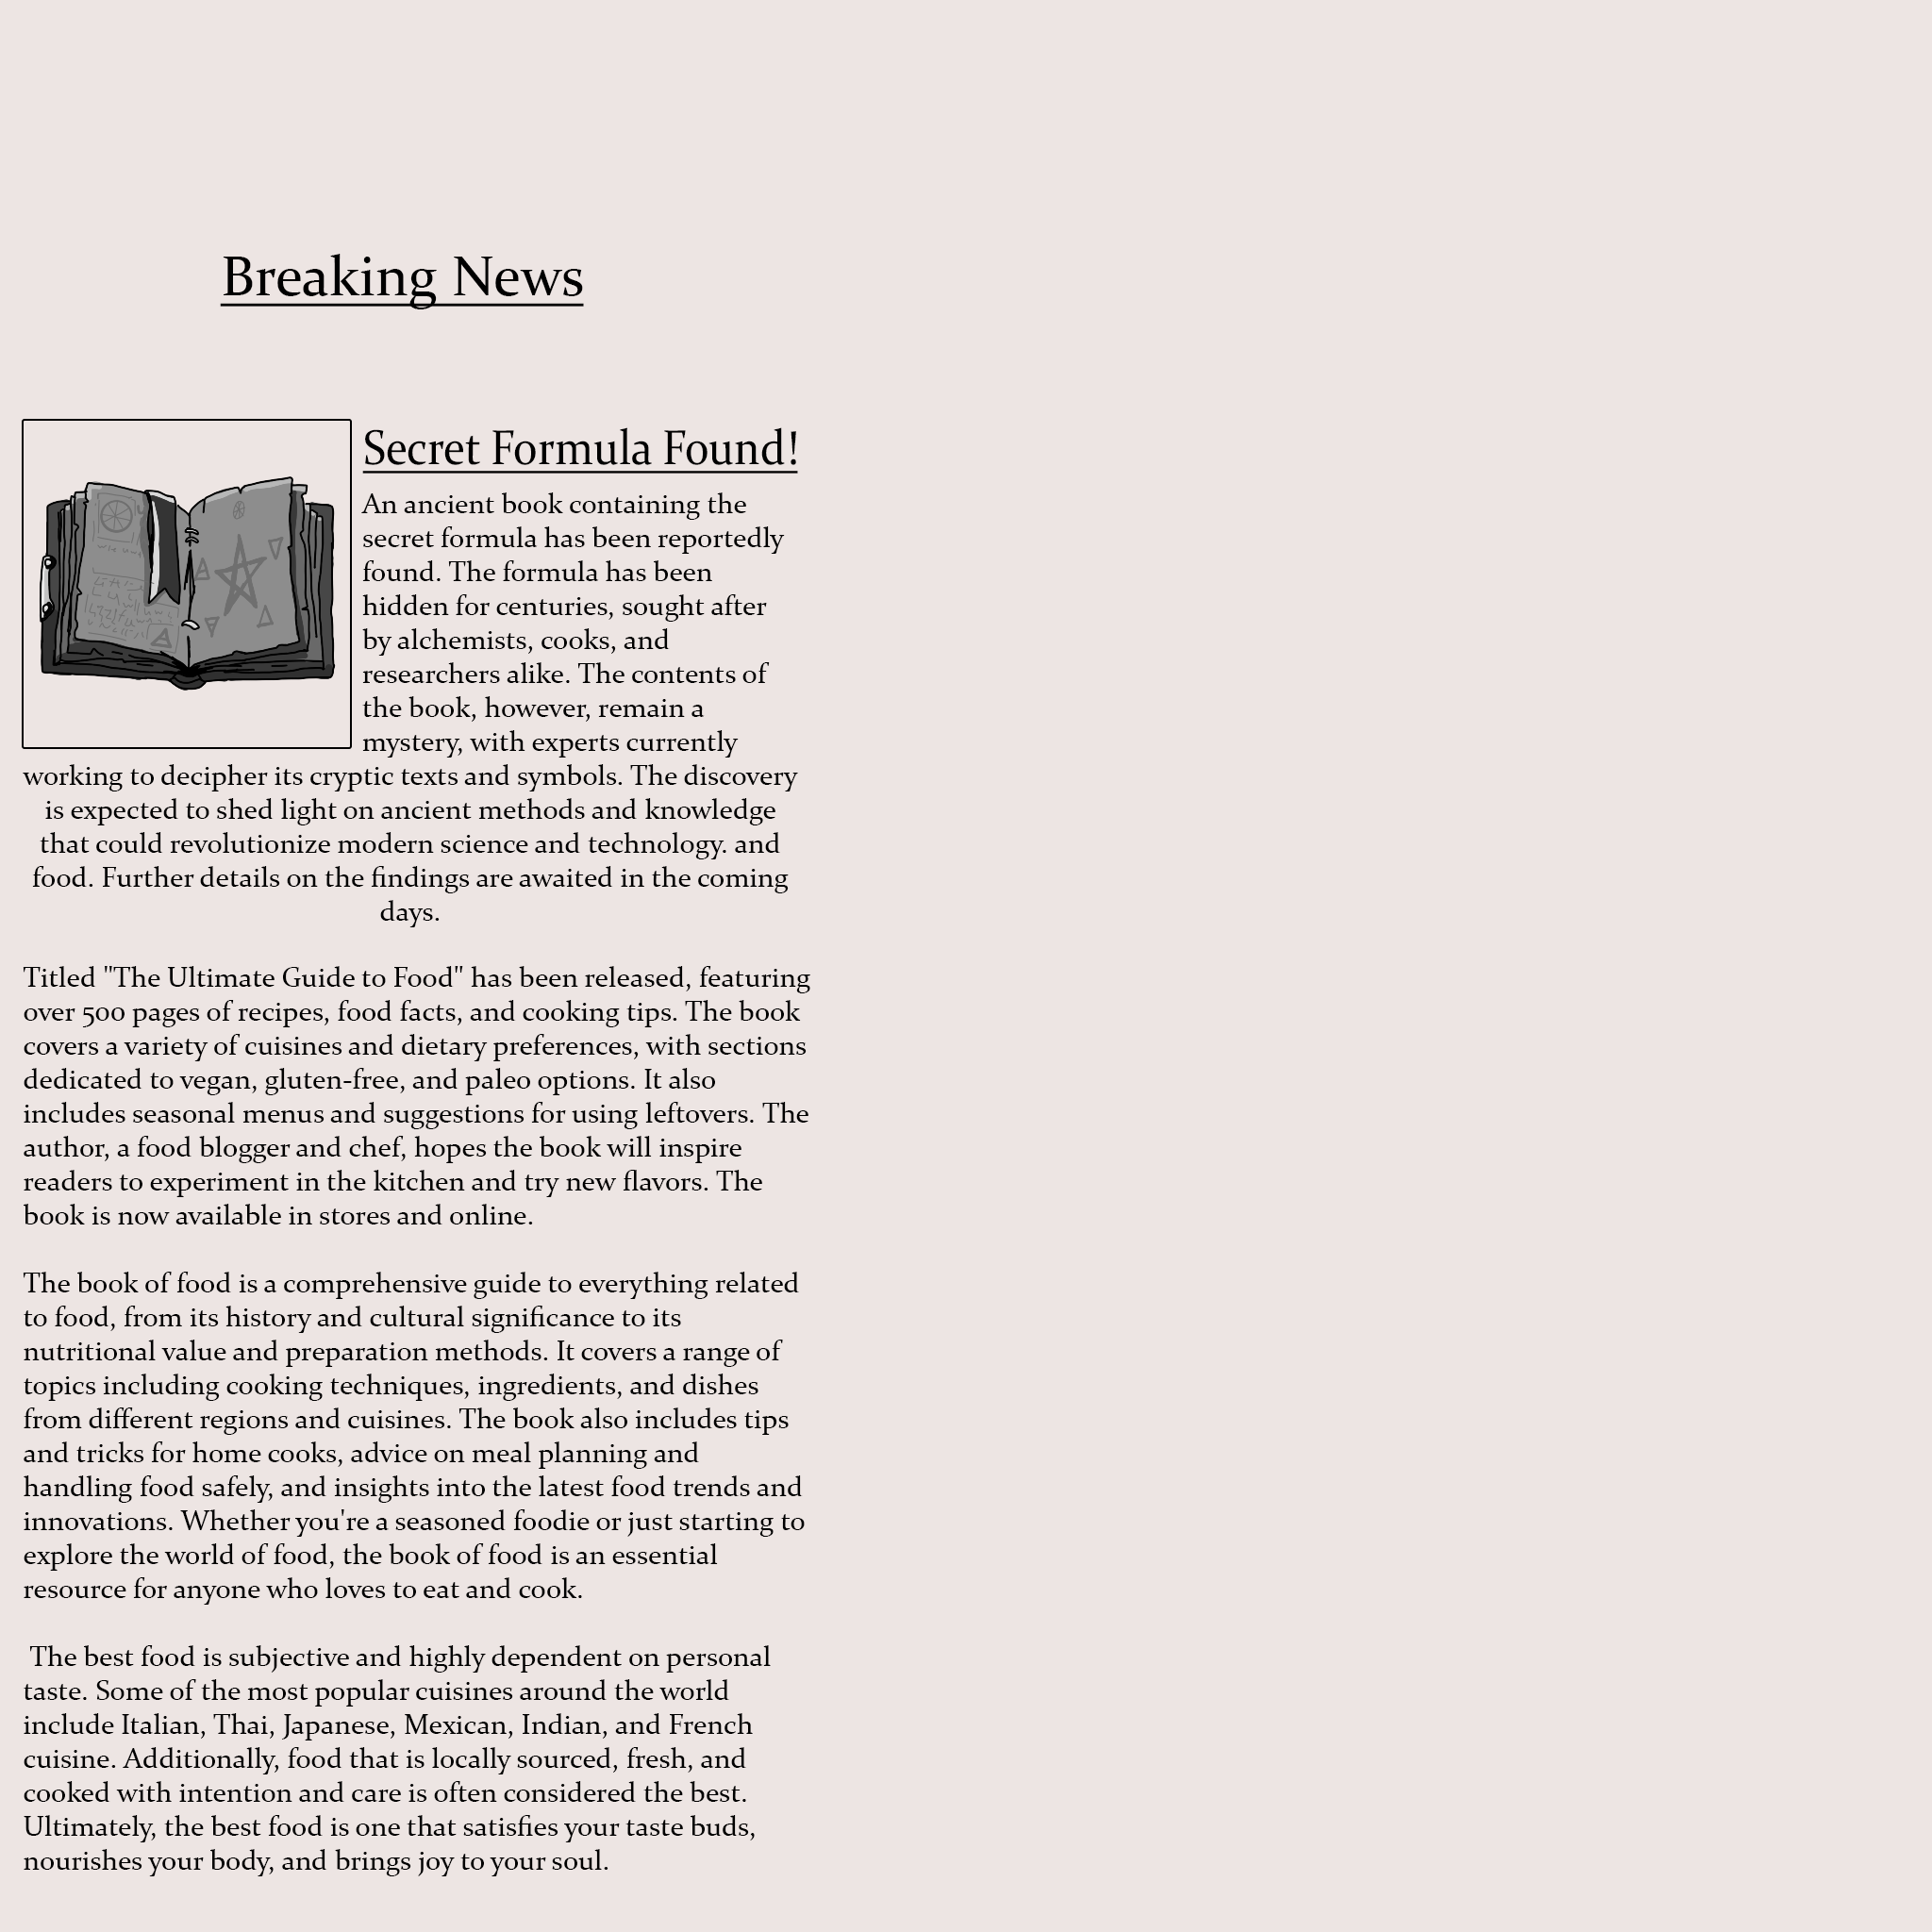 Breaking News
Secret Formula Found!
An ancient book containing the
secret formula has been reportedly
found. The formula has been
hidden for centuries, sought after
by alchemists, cooks, and
researchers alike. The contents of
the book, however, remain a
mystery, with experts currently
working to decipher its cryptic texts and symbols. The discovery
is expected to shed light on ancient methods and knowledge
that could revolutionize modern science and technology. and
food. Further details on the findings are awaited in the coming
days.
Titled "The Ultimate Guide to Food" has been released, featuring
over 500 pages of recipes, food facts, and cooking tips. The book
covers a variety of cuisines and dietary preferences, with sections
dedicated to vegan, gluten-free, and paleo options. It also
includes seasonal menus and suggestions for using leftovers. The
author, a food blogger and chef, hopes the book will inspire
readers to experiment in the kitchen and try new flavors. The
book is now available in stores and online.
The book of food is a comprehensive guide to everything related
to food, from its history and cultural significance to its
nutritional value and preparation methods. It covers a range of
topics including cooking techniques, ingredients, and dishes
from different regions and cuisines. The book also includes tips
and tricks for home cooks, advice on meal planning and
handling food safely, and insights into the latest food trends and
innovations. Whether you're a seasoned foodie or just starting to
explore the world of food, the book of food is an essential
resource for anyone who loves to eat and cook.
The best food is subjective and highly dependent on personal
taste. Some of the most popular cuisines around the world
include Italian, Thai, Japanese, Mexican, Indian, and French
cuisine. Additionally, food that is locally sourced, fresh, and
cooked with intention and care is often considered the best.
Ultimately, the best food is one that satisfies your taste buds,
nourishes your body, and brings joy to your soul.